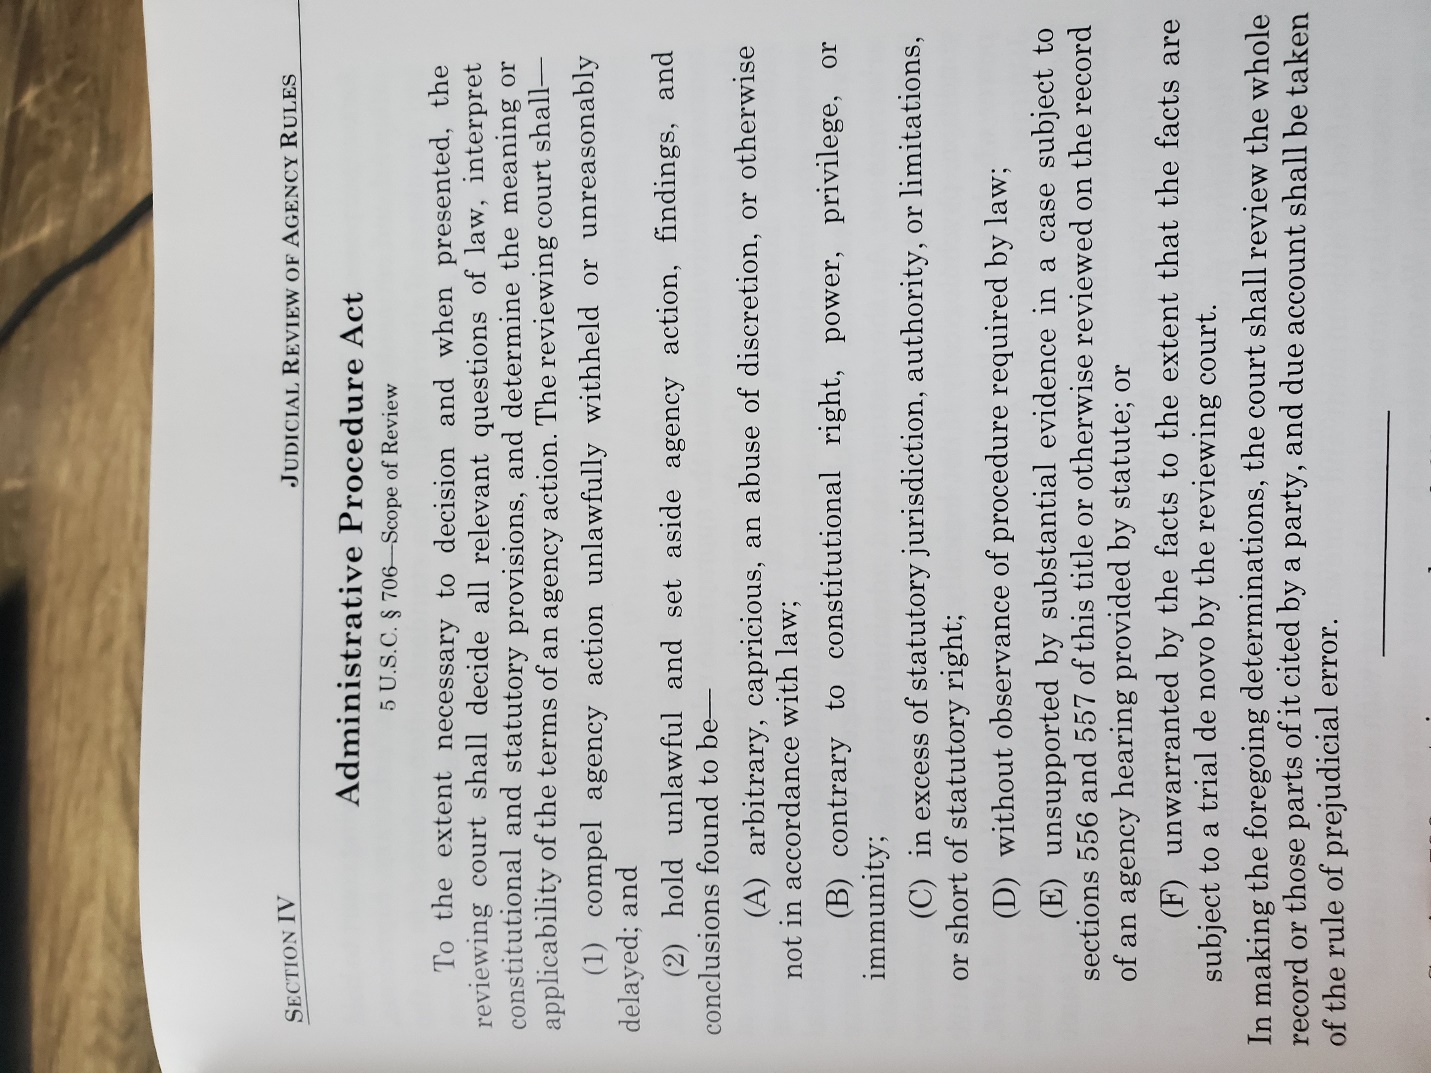 SECTION IV
JUDICIAL REVIEW OF AGENCY RULES
Administrative Procedure Act
5 U.S.C. § 706—Scope of Review
To the extent necessary to decision and when presented, the
reviewing court shall decide all relevant questions of law, interpret
constitutional and statutory provisions, and determine the meaning or
applicability of the terms of an agency action. The reviewing court shall—
(1) compel agency action unlawfully withheld or unreasonably
delayed; and
(2) hold unlawful and set aside agency action, findings, and
conclusions found to be—
(A) arbitrary, capricious, an abuse of discretion, or otherwise
not in accordance with law;
(B) contrary to constitutional right, power, privilege, or
immunity;
(C) in excess of statutory jurisdiction, authority, or limitations,
or short of statutory right;
(D) without observance of procedure required by law;
(E) unsupported by substantial evidence in a case subject to
sections 556 and 557 of this title or otherwise reviewed on the record
of an agency hearing provided by statute; or
(F) unwarranted by the facts to the extent that the facts are
subject to a trial de novo by the reviewing court.
In making the foregoing determinations, the court shall review the whole
record or those parts of it cited by a party, and due account shall be taken
of the rule of prejudicial error.